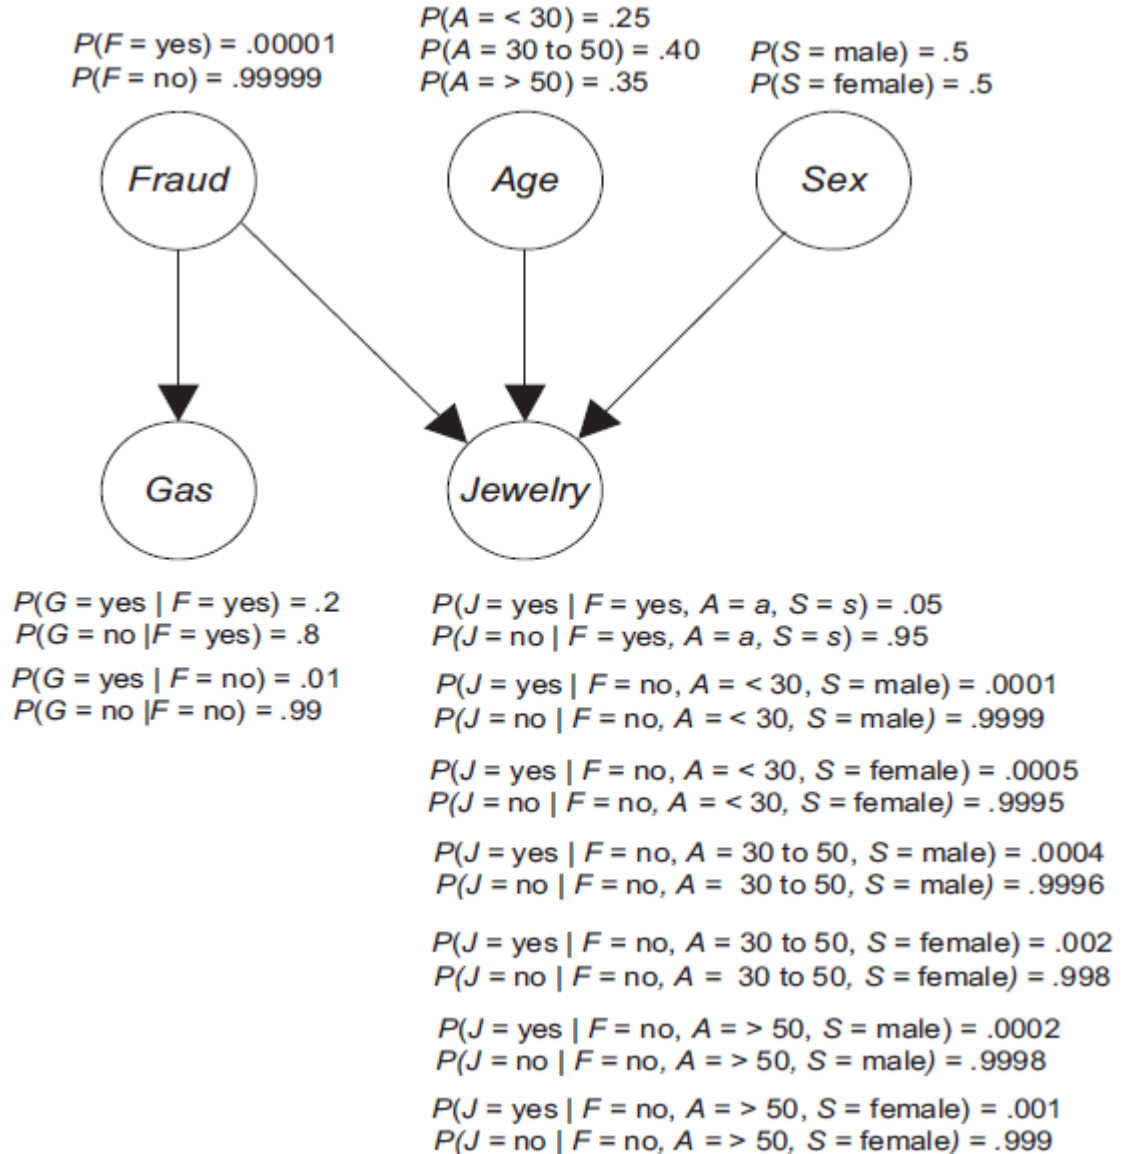 P(F = yes) = .00001
P(F = no) = .99999
P(A = < 30) = .25
P(A = 30 to 50) = .40
P(A = > 50) = .35
P(S = male) = .5
P(S = female) = .5
Fraud
Age
Sex
Gas
Jewelry
P(G = yes | F = yes) = .2
P(G = no |F = yes) = .8
P(G = yes | F = no) = .01
P(G = no |F = no) = .99
P(J = yes | F = yes, A = a, S = s) = .05
P(J = no | F = yes, A = a, S = s) = .95
P(J = yes | F = no, A = < 30, S = male) = .0001
P(J = no | F = no, A = < 30, S = male) = .9999
P(J = yes | F = no, A = < 30, S = female) = .0005
P(J = no | F = no, A = < 30, S = female) = .9995
P(J = yes | F = no, A = 30 to 50, S = male) = .0004
P(J = no | F = no, A = 30 to 50, S = male) = .9996
P(J = yes | F = no, A = 30 to 50, S = female) = .002
P(J = no | F = no, A = 30 to 50, S = female) = .998
P(J = yes | F = no, A = > 50, S = male) = .0002
P(J = no | F = no, A = > 50, S = male) = .9998
P(J = yes | F = no, A = > 50, S = female) = .001
P(J = no | F = no, A = > 50, S = female) = .999